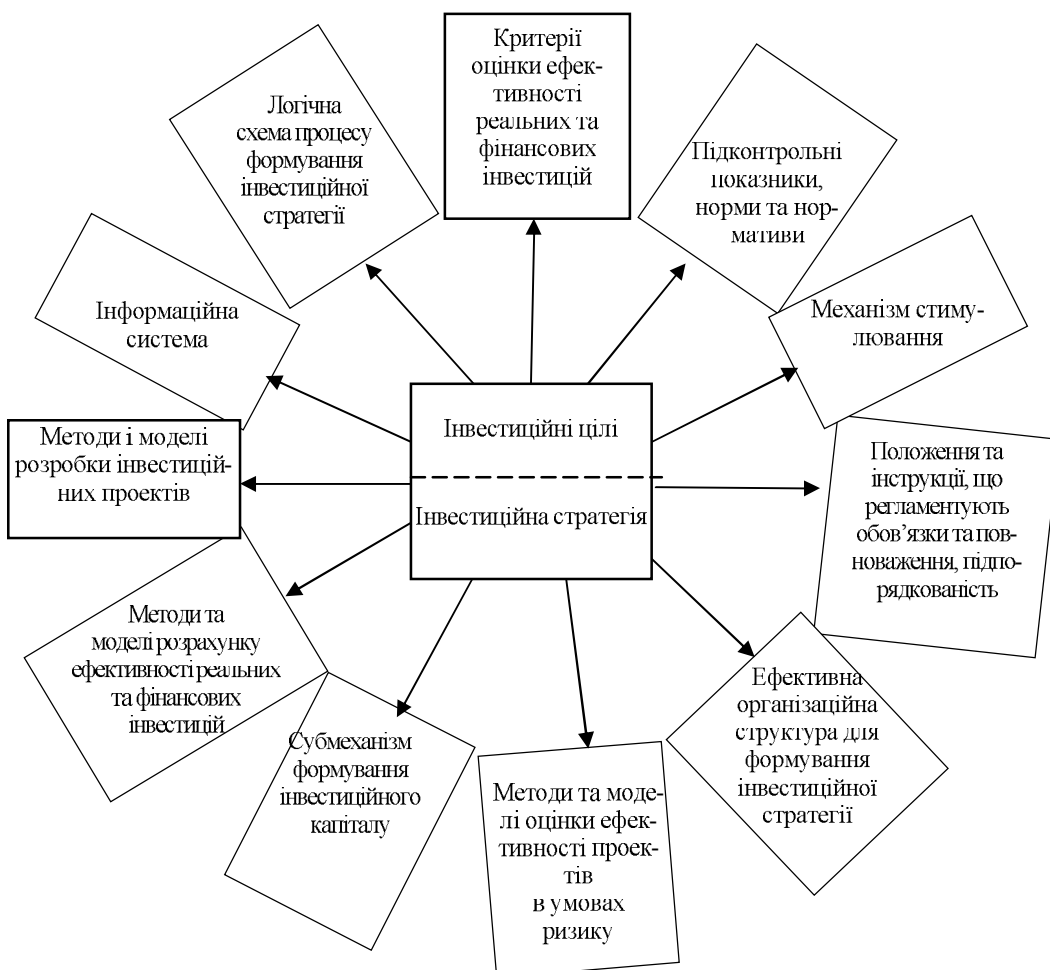 Критерії
оцінки ефек-
тивності
реальних та
фінансових
інвестицій
Логічна
схема процесу
формування
інвестиційної
стратегії
Підконтрольні
показники,
норми та нор-
мативи
Інформаційна
система
Механізм стиму-
лювання
Методи і моделі
розробки інвестицій-
них проектів
Інвестиційні цілі
Інвестиційна стратегія
Положення та
інструкції, що
регламентують
обов’язки та пов-
новаження, підпо-
рядкованість
Методи та
моделі розрахунку
ефективності реальних
та фінансових
інвестицій
Субмеханізм
формування
інвестиційного
капіталу
Методи та моде-
лі оцінки ефек-
тивності проек-
тів
в умовах
ризику
Ефективна
організаційна
структура для
формування
інвестиційної
стратегії